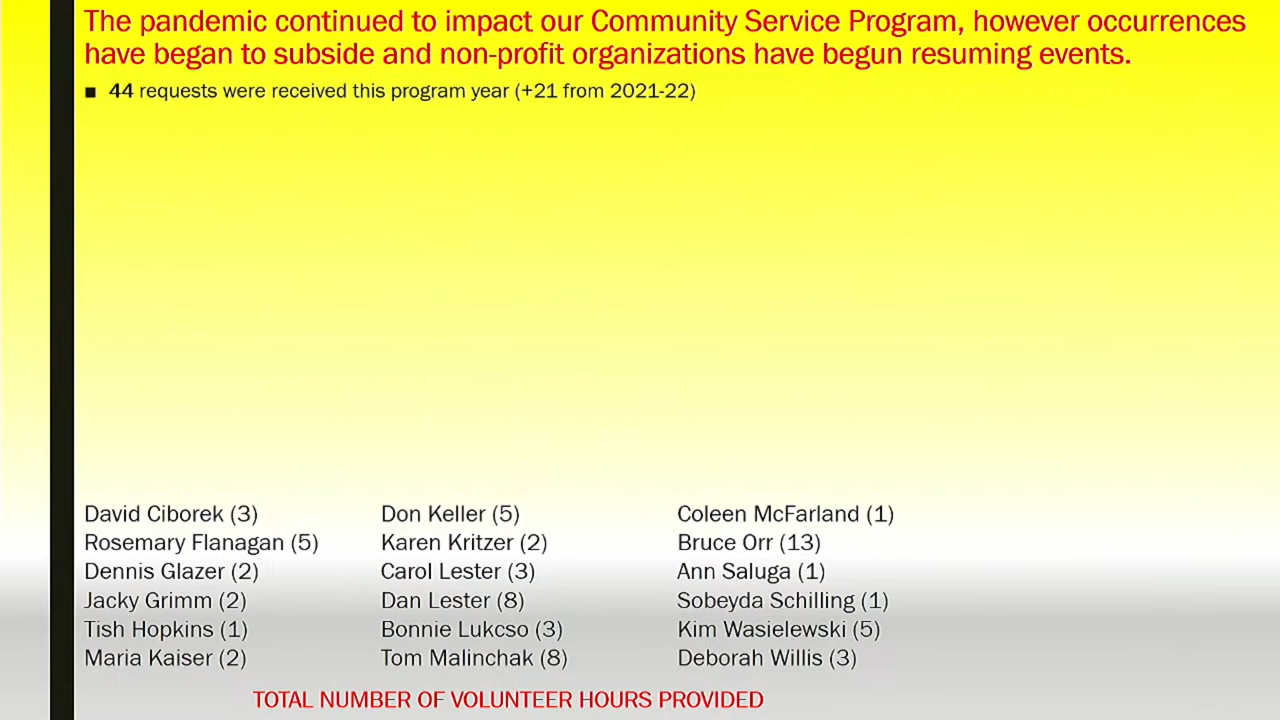 The pandemic continued to impact our Community Service Program, however occurrences
have began to subside and non-profit organizations have begun resuming events.
▪ 44 requests were received this program year (+21 from 2021-22)
David Ciborek (3) Don Keller (5) Coleen McFarland (1)
Rosemary Flanagan (5) Karen Kritzer (2) Bruce Orr (13)
Dennis Glazer (2) Carol Lester (3) Ann Saluga (1)
Jacky Grimm (2) Dan Lester (8) Sobeyda Schilling (1)
Tish Hopkins (1) Bonnie Lukcso (3) Kim Wasielewski (5)
Maria Kaiser (2) Tom Malinchak (8) Deborah Willis (3)
TOTAL NUMBER OF VOLUNTEER HOURS PROVIDED